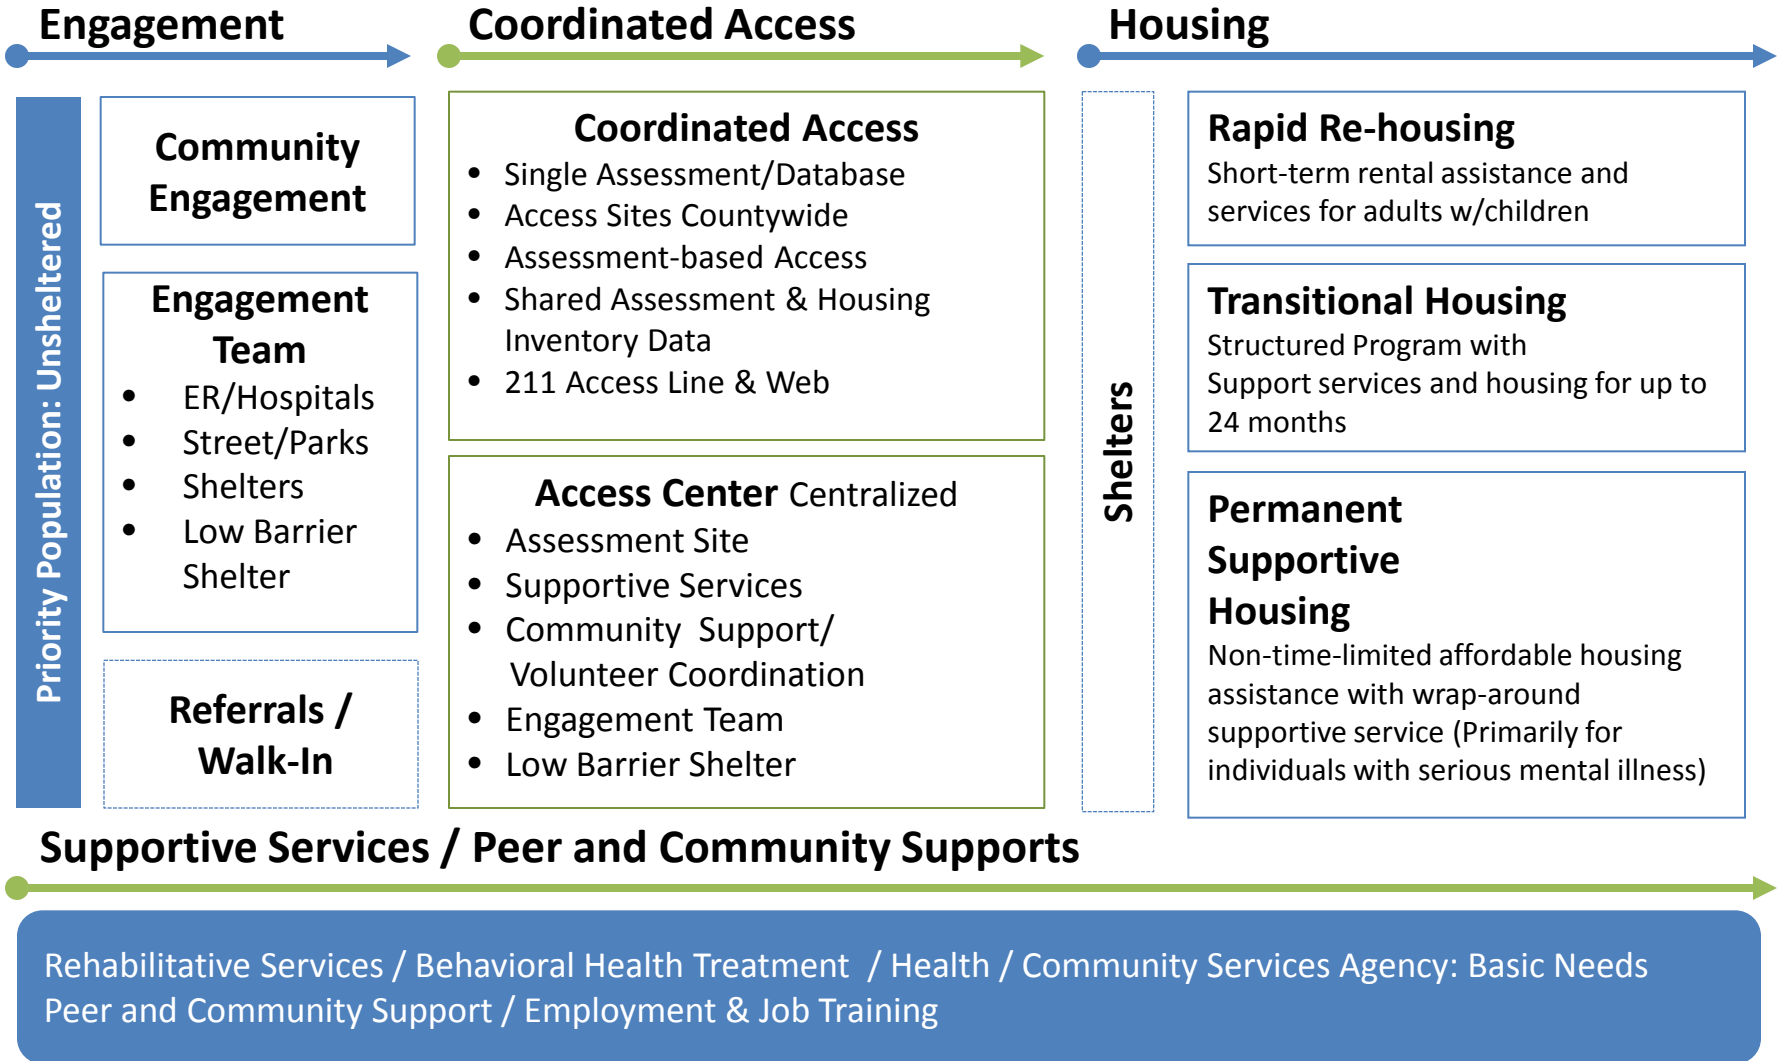 Engagement
Coordinated Access
Housing
Priority Population: Unsheltered
Community
Engagement
Engagement
Team
• ER/Hospitals
• Street/Parks
• Shelters
• Low Barrier
Shelter
Referrals /
Walk-In
Coordinated Access
• Single Assessment/Database
• Access Sites Countywide
• Assessment-based Access
• Shared Assessment & Housing
Inventory Data
• 211 Access Line & Web
Access Center Centralized
• Assessment Site
• Supportive Services
• Community Support/
Volunteer Coordination
• Engagement Team
• Low Barrier Shelter
Shelters
Rapid Re-housing
Short-term rental assistance and
services for adults w/children
Transitional Housing
Structured Program with
Support services and housing for up to
24 months
Permanent
Supportive
Housing
Non-time-limited affordable housing
assistance with wrap-around
supportive service (Primarily for
individuals with serious mental illness)
Supportive Services / Peer and Community Supports
Rehabilitative Services / Behavioral Health Treatment / Health / Community Services Agency: Basic Needs
Peer and Community Support / Employment & Job Training